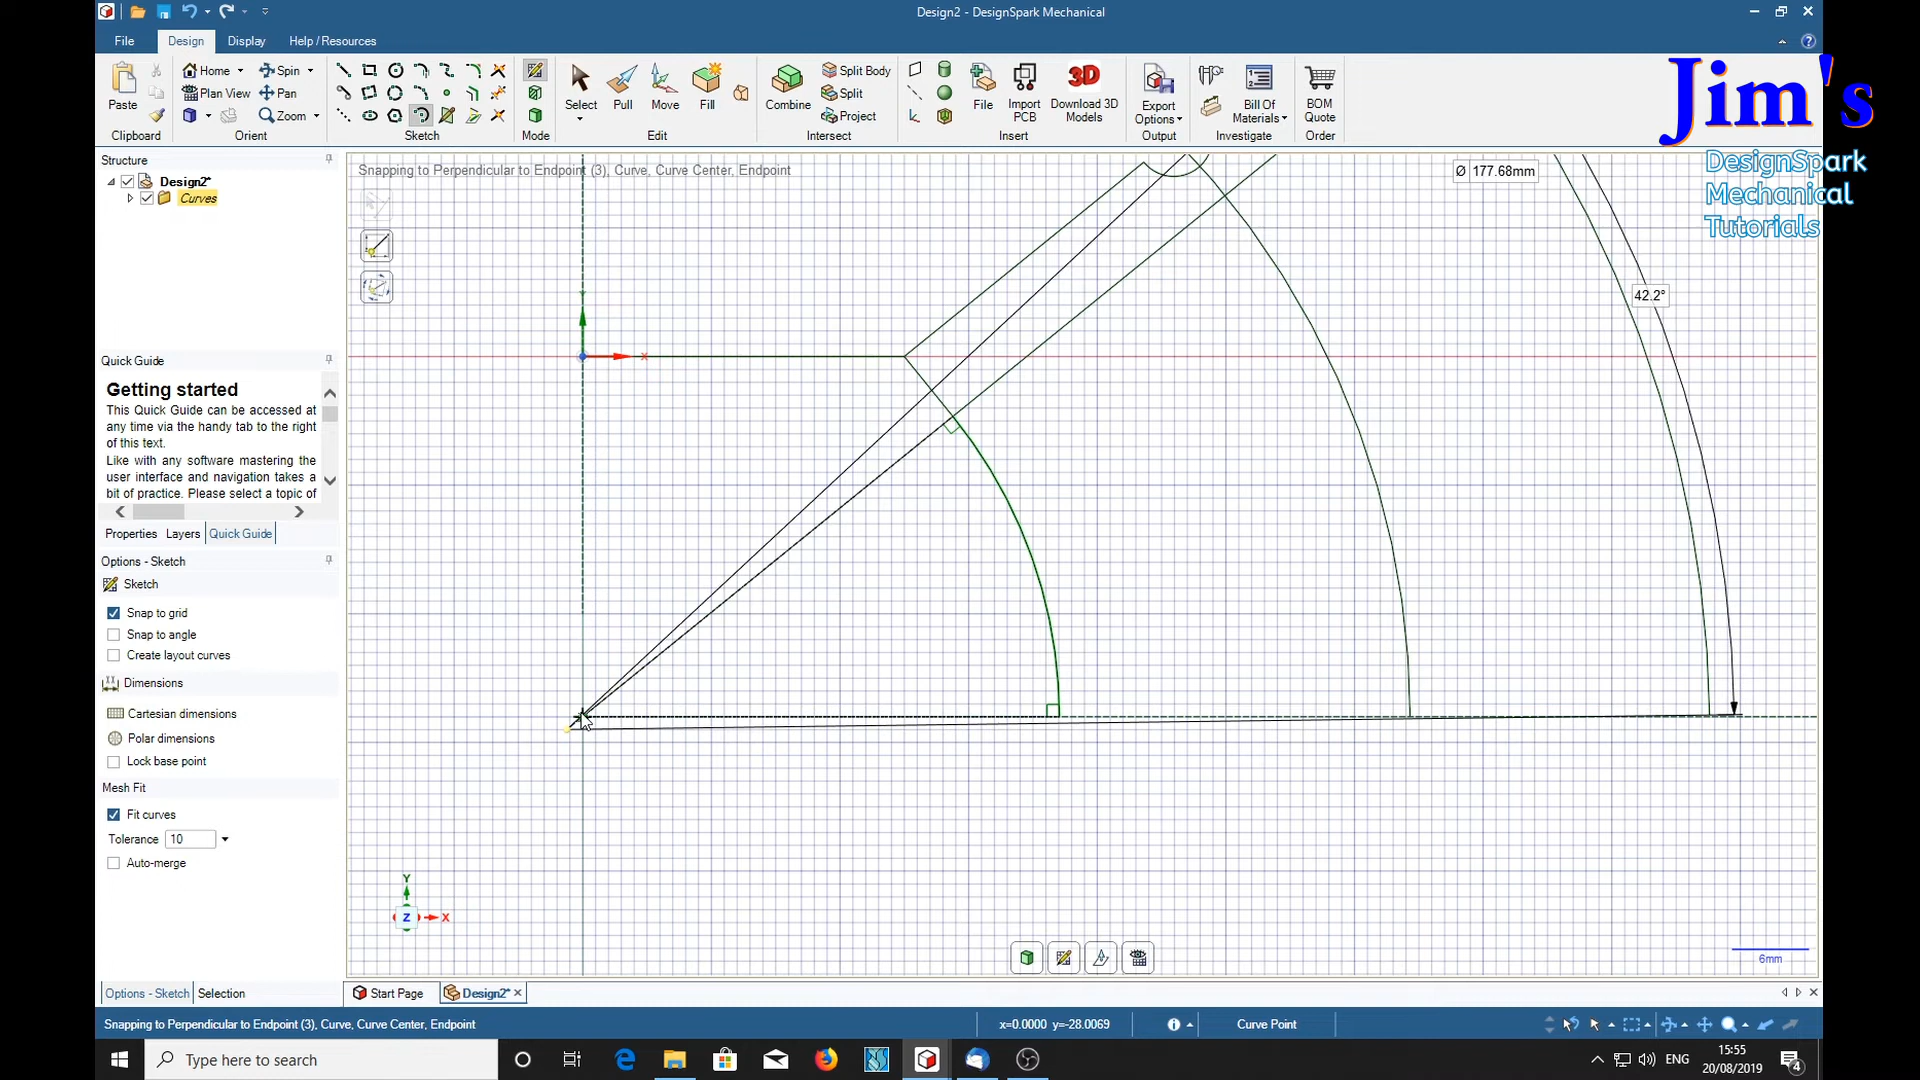 Design2 - DesignSpark Mechanical
File
Design
Display
Help / Resources
Jim's
DesignSpark
Mechanical
Tutorials
Paste
Clipboard
Home
Plan View
Spin
Pan
Zoom
Orient
Sketch
Mode
Select
Pull
Move
Fill
Edit
Combine
Split Body
Split
Project
Intersect
File
Import
PCB
Download 3D
Models
Insert
Export
Options
Output
Bill Of
Materials
Investigate
BOM
Quote
Order
Structure
Design2*
Curves
Snapping to Perpendicular to Endpoint (3), Curve, Curve Center, Endpoint
Ø 177.68mm
42.2°
Quick Guide
Getting started
This Quick Guide can be accessed at
any time via the handy tab to the right
of this text.
Like with any software mastering the
user interface and navigation takes a
bit of practice. Please select a topic of
Properties
Layers
Quick Guide
Options - Sketch
Sketch
Snap to grid
Snap to angle
Create layout curves
Dimensions
Cartesian dimensions
Polar dimensions
Lock base point
Mesh Fit
Fit curves
Tolerance 10
Auto-merge
X
Y
Z
X
6mm
Options - Sketch
Selection
Start Page
Design2*
Snapping to Perpendicular to Endpoint (3), Curve, Curve Center, Endpoint
x=0.0000 y=-28.0069
Curve Point
Type here to search
ENG
15:55
20/08/2019
4